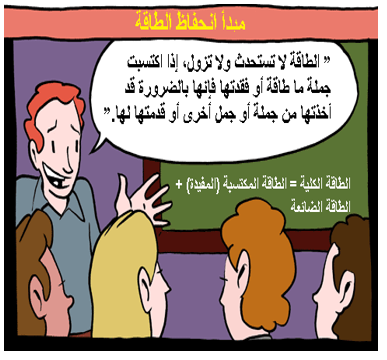 مبدأ انحفاظ الطاقة
” الطاقة لا تستحدث ولا تزول، إذا اكتسبت
جملة ما طاقة أو فقدتها فإنها بالضرورة قد
أخذتها من جملة أو جمل أخرى أو قدمتها لها.”
الطاقة الكلية = الطاقة المكتسبة (المفيدة) +
الطاقة الضائعة